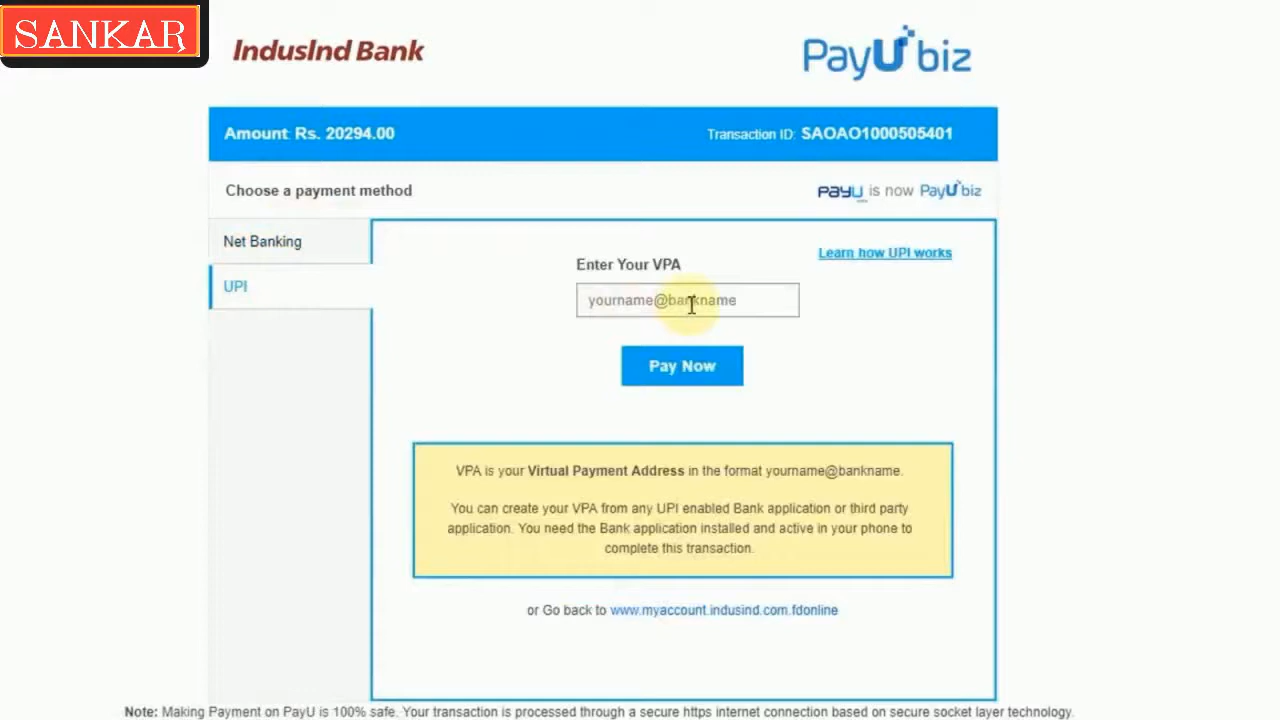 SANKAR
IndusInd Bank
PayU biz
Amount: Rs. 20294.00
Transaction ID: SAOAO1000505401
Choose a payment method
PayU is now PayU biz
Net Banking
Learn how UPI works
Enter Your VPA
UPI
yourname@bankname
Pay Now
VPA is your Virtual Payment Address in the format yourname@bankname.
You can create your VPA from any UPI enabled Bank application or third party
application. You need the Bank application installed and active in your phone to
complete this transaction.
or Go back to www.myaccount.indusind.com.fdonline
Note: Making Payment on PayU is 100% safe. Your transaction is processed through a secure https internet connection based on secure socket layer technology.